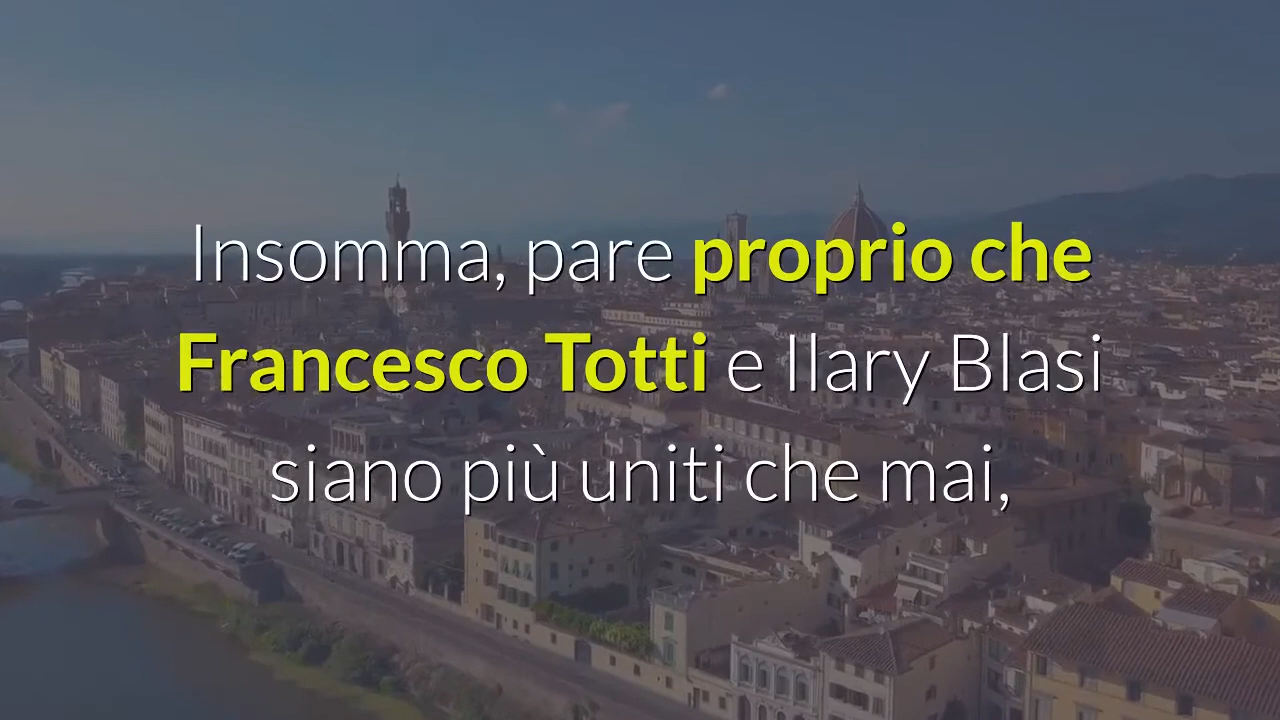 Insomma, pare proprio che
Francesco Totti e Ilary Blasi
siano più uniti che mai,